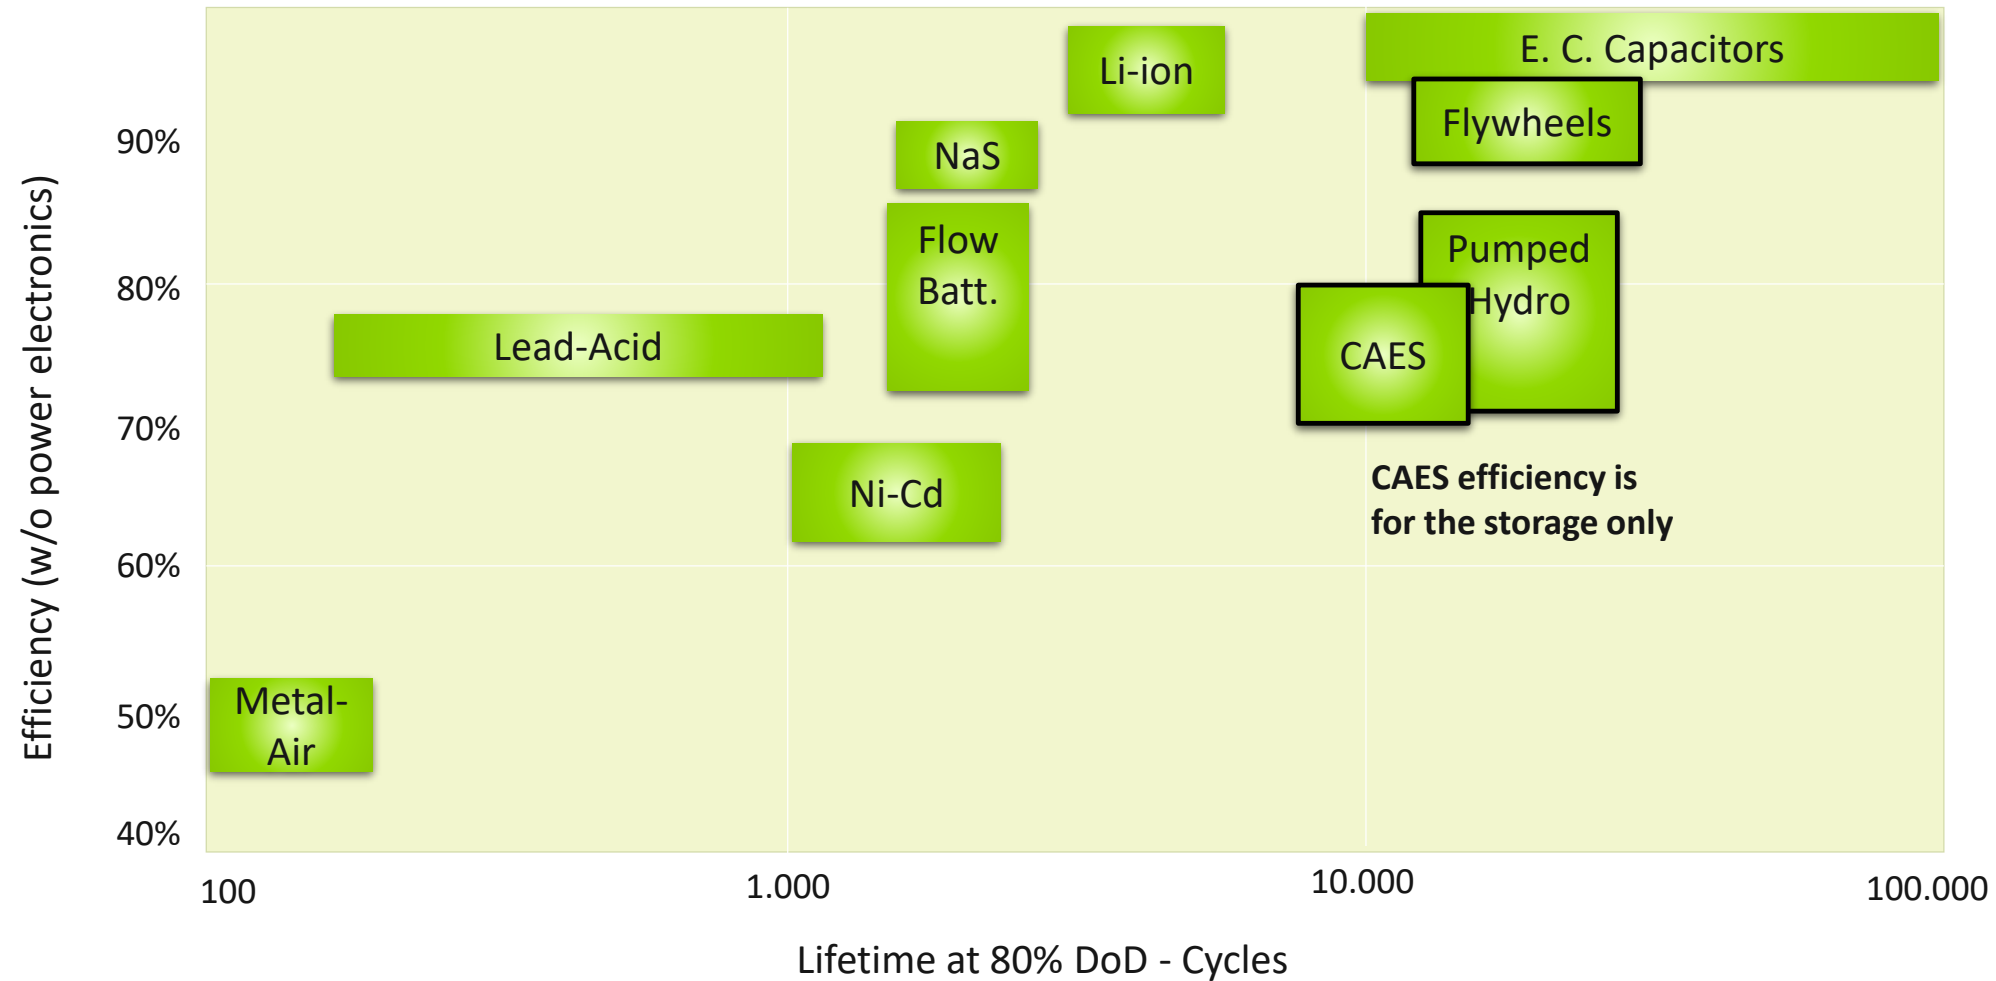 E. C. Capacitors
Li-ion
Flywheels
90%
NaS
Flow
Batt.
Pumped
Hydro
80%
Lead-Acid
CAES
70%
CAES efficiency is
for the storage only
Ni-Cd
60%
Metal-
Air
50%
40%
Efficiency (w/o power electronics)
100
1.000
10.000
100.000
Lifetime at 80% DoD - Cycles